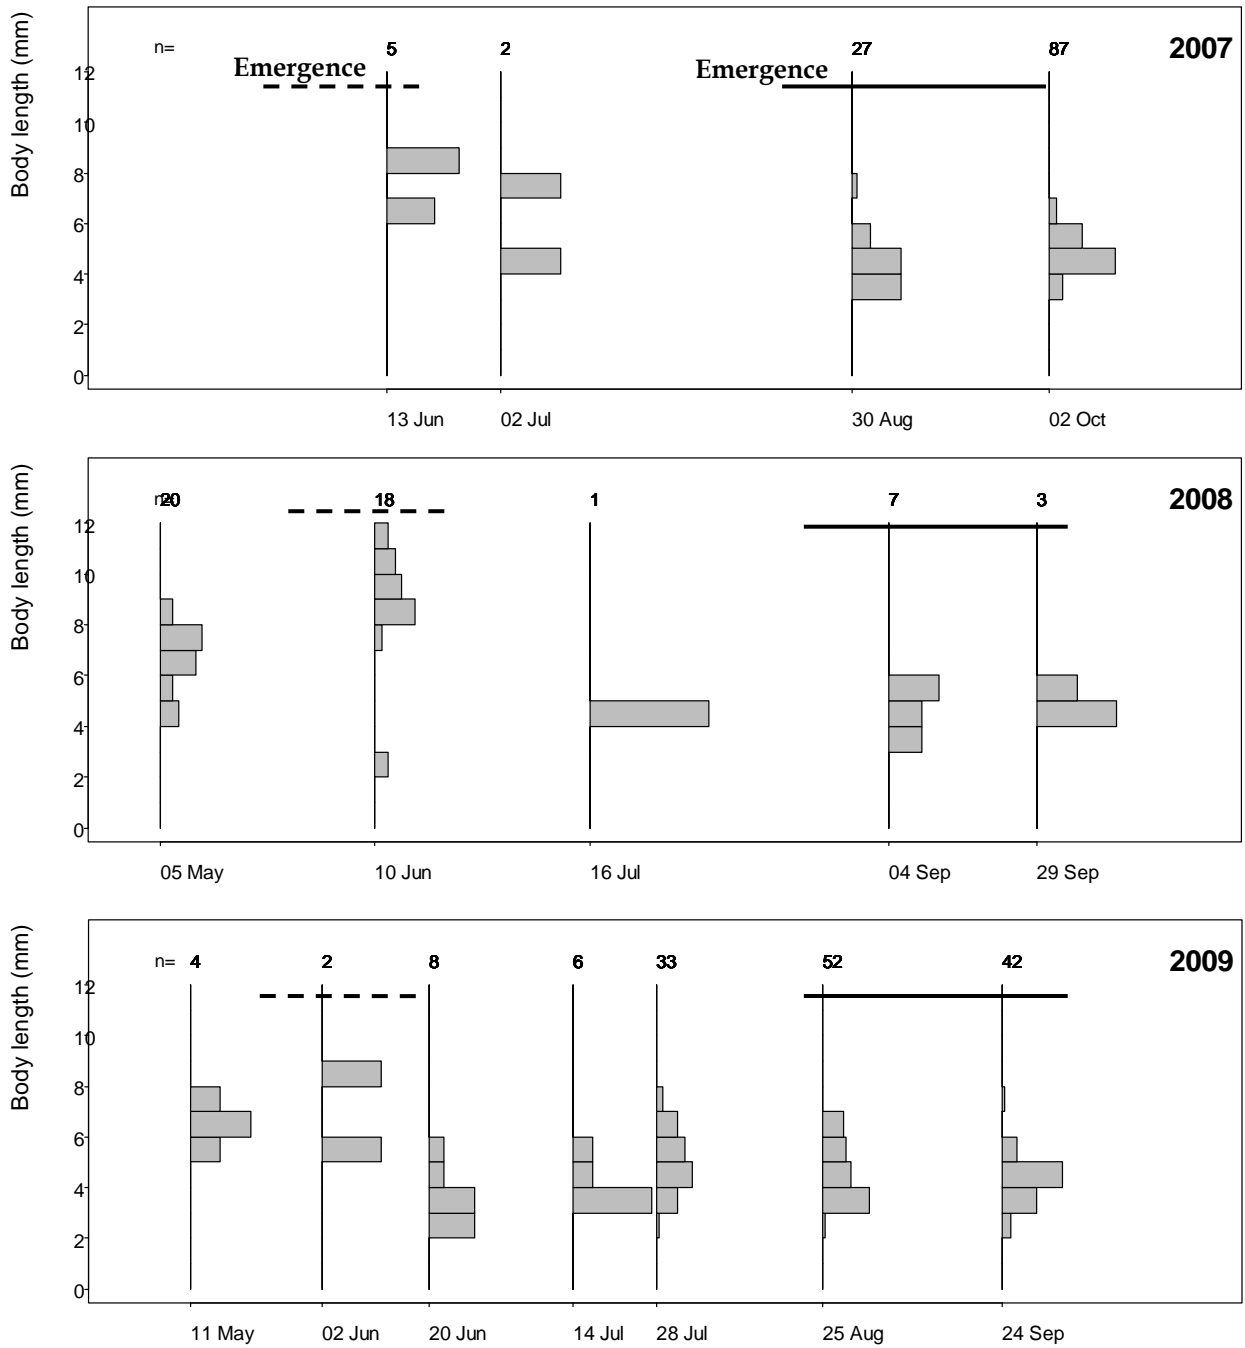 n= 5 2 27 87 2007
Emergence Emergence
Body length (mm)
12
10
8
6
4
2
0
13 Jun 02 Jul 30 Aug 02 Oct
n= 20 18 1 7 3 2008
Body length (mm)
12
10
8
6
4
2
0
05 May 10 Jun 16 Jul 04 Sep 29 Sep
n= 4 2 8 6 33 52 42 2009
Body length (mm)
12
10
8
6
4
2
0
11 May 02 Jun 20 Jun 14 Jul 28 Jul 25 Aug 24 Sep